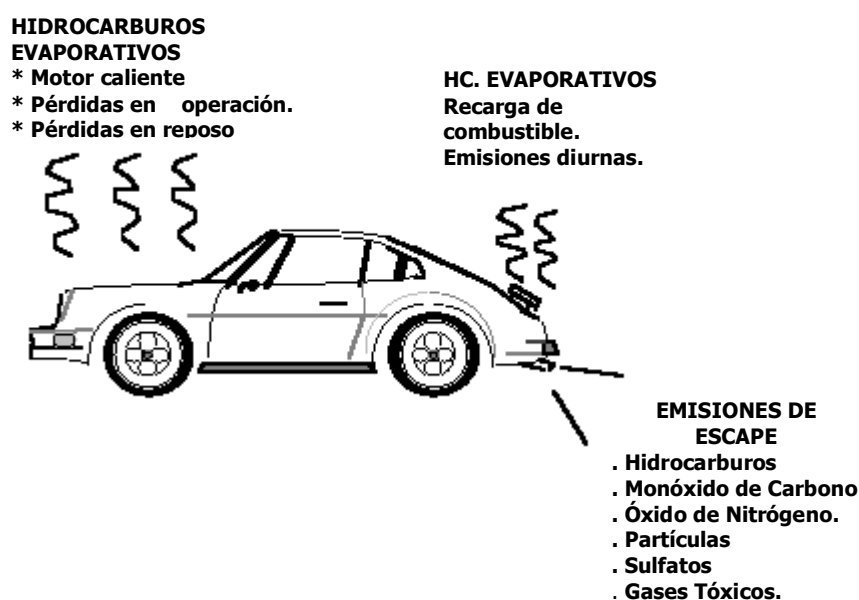 HIDROCARBUROS
EVAPORATIVOS
* Motor caliente
* Pérdidas en operación.
* Pérdidas en reposo
HC. EVAPORATIVOS
Recarga de
combustible.
Emisiones diurnas.
EMISIONES DE
ESCAPE
. Hidrocarburos
. Monóxido de Carbono
. Óxido de Nitrógeno.
. Partículas
. Sulfatos
. Gases Tóxicos.